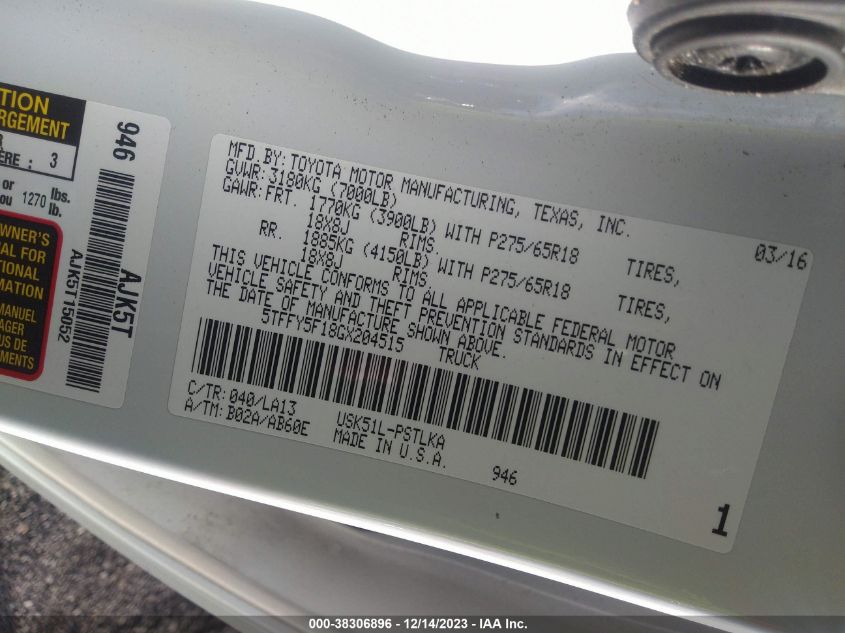 TION
RGEMENT
ERE : 3
or
ou 1270 lbs.
lb.
OWNER'S
AL FOR
TIONAL
MATION
MANUEL
AGER
US DE
MENTS.
946
AJK5T15052
AJK5T
MFD BY: TOYOTA MOTOR MANUFACTURING, TEXAS, INC.
GVWR: 3180KG (7000LB) 03/16
GAWR: FRT. 1770KG (3900LB) WITH P275/65R18 TIRES,
18X8J RIMS.
RR. 1885KG (4150LB) WITH P275/65R18 TIRES,
18X8J RIMS.
THIS VEHICLE CONFORMS TO ALL APPLICABLE FEDERAL MOTOR
VEHICLE SAFETY AND THEFT PREVENTION STANDARDS IN EFFECT ON
THE DATE OF MANUFACTURE SHOWN ABOVE.
5TFFY5F18GX204515 TRUCK
C/TR: 040/LA13 USK51L-PSTLKA
A/TM: B02A/AB60E MADE IN U.S.A. 946
1
000-38306896 - 12/14/2023 - IAA Inc.